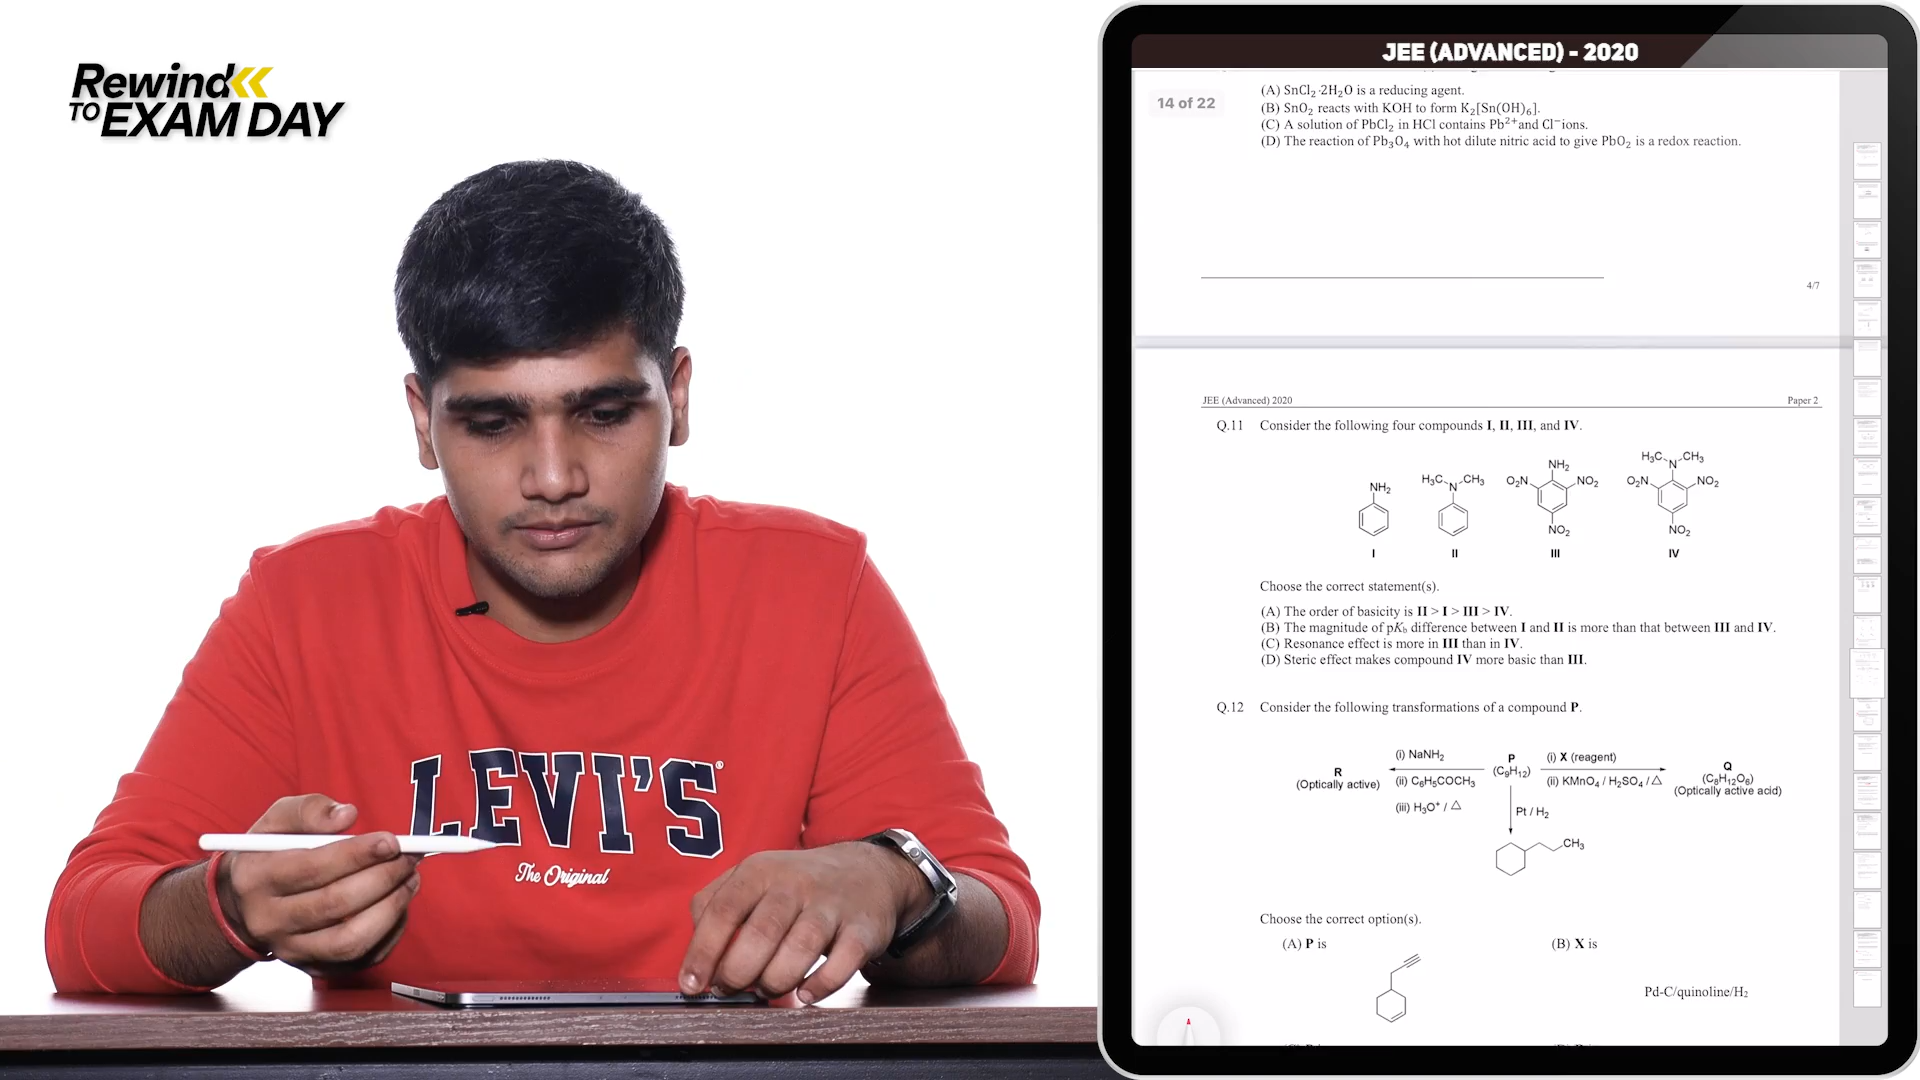 Rewind
TO EXAM DAY
LEVI'S®
The Original
JEE (ADVANCED) - 2020
14 of 22
(A) SnCl₂·2H₂O is a reducing agent.
(B) SnO₂ reacts with KOH to form K₂[Sn(OH)₆].
(C) A solution of PbCl₂ in HCl contains Pb²⁺and Cl⁻ions.
(D) The reaction of Pb₃O₄ with hot dilute nitric acid to give PbO₂ is a redox reaction.
4/7
JEE (Advanced) 2020 Paper 2
Q.11 Consider the following four compounds I, II, III, and IV.
NH₂
H₃C N CH₃
NH₂
O₂N NO₂
NO₂
H₃C N CH₃
O₂N NO₂
NO₂
I II III IV
Choose the correct statement(s).
(A) The order of basicity is II > I > III > IV.
(B) The magnitude of pK_b difference between I and II is more than that between III and IV.
(C) Resonance effect is more in III than in IV.
(D) Steric effect makes compound IV more basic than III.
Q.12 Consider the following transformations of a compound P.
R
(Optically active)
(i) NaNH₂
(ii) C₆H₅COCH₃
(iii) H₃O⁺ / △
P
(C₉H₁₂)
(i) X (reagent)
(ii) KMnO₄ / H₂SO₄ / △
Q
(C₈H₁₂O₆)
(Optically active acid)
Pt / H₂
CH₃
Choose the correct option(s).
(A) P is (B) X is
Pd-C/quinoline/H₂